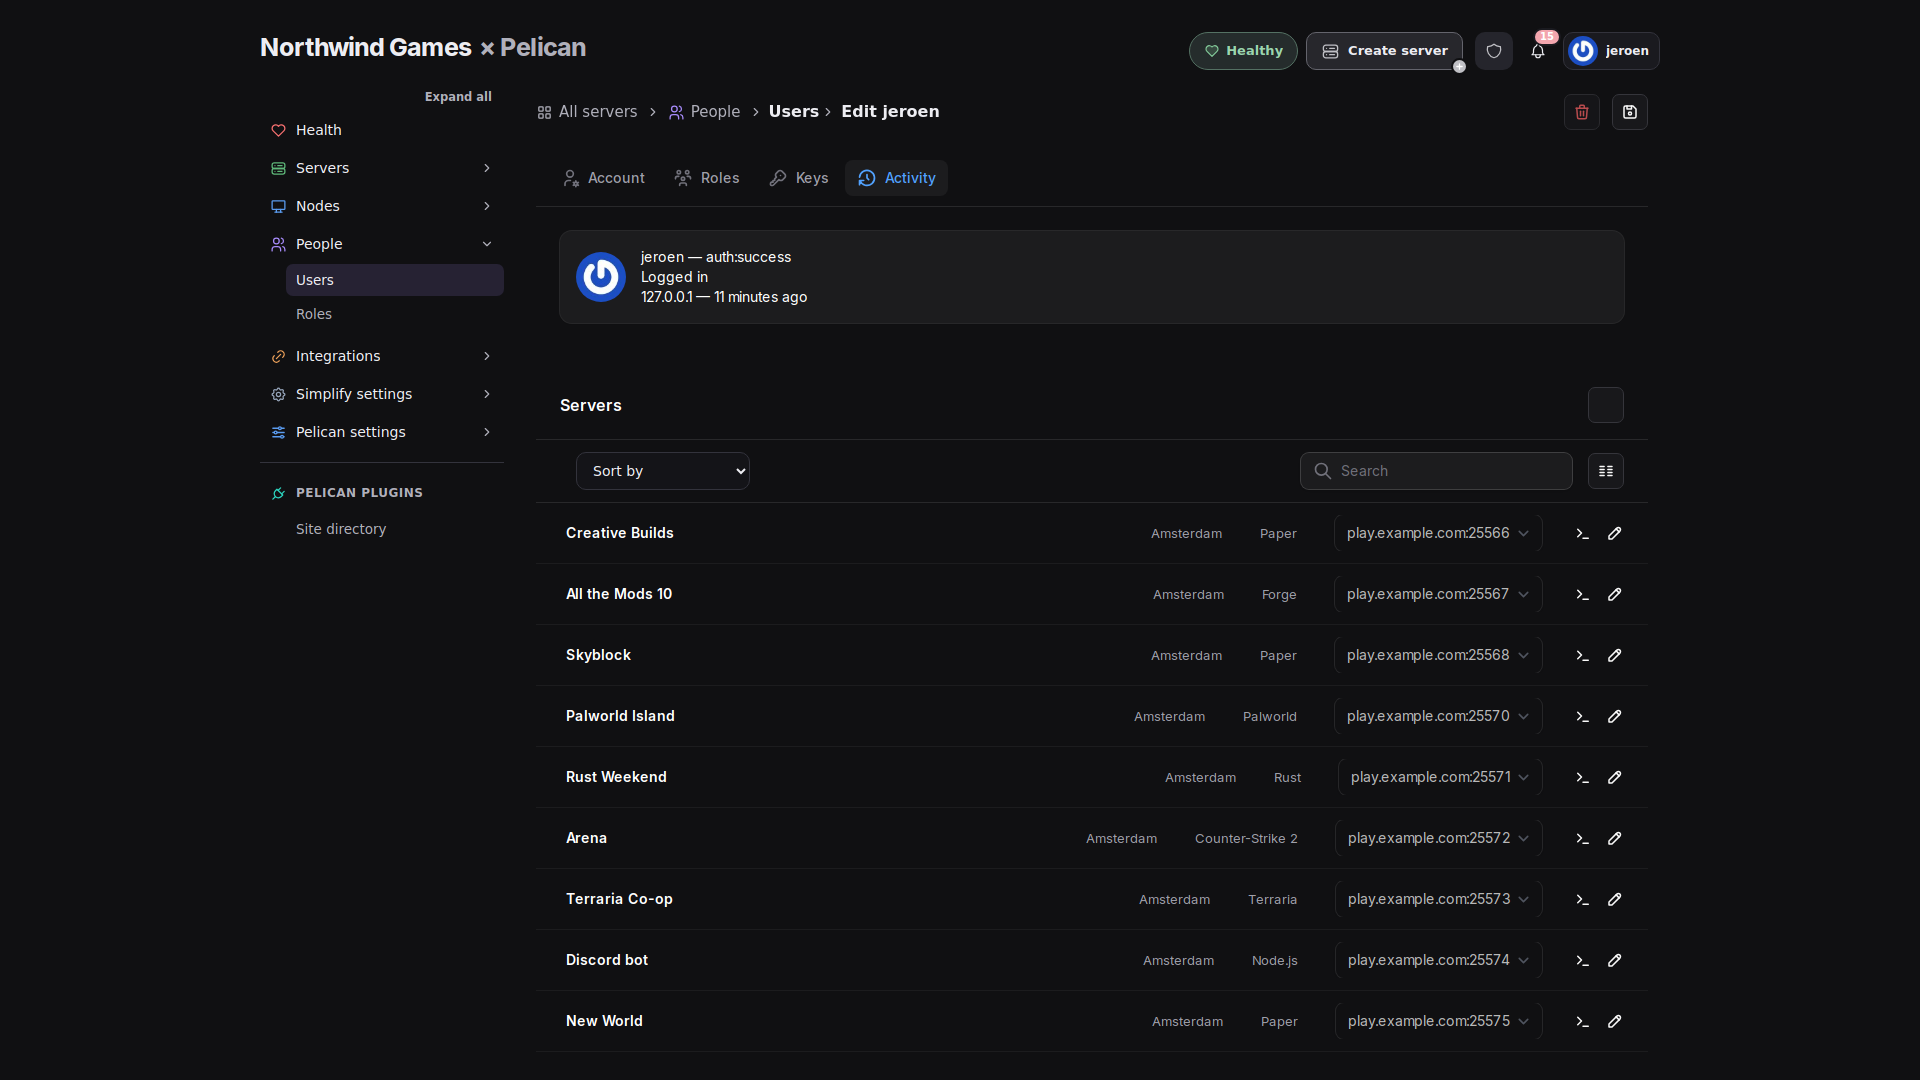 Northwind Games × Pelican
Healthy
Create server
15
jeroen
Expand all
Health
Servers
Nodes
People
Users
Roles
Integrations
Simplify settings
Pelican settings
PELICAN PLUGINS
Site directory
All servers > People > Users > Edit jeroen
Account
Roles
Keys
Activity
jeroen — auth:success
Logged in
127.0.0.1 — 11 minutes ago
Servers
Sort by
Search
Creative Builds Amsterdam Paper play.example.com:25566
All the Mods 10 Amsterdam Forge play.example.com:25567
Skyblock Amsterdam Paper play.example.com:25568
Palworld Island Amsterdam Palworld play.example.com:25570
Rust Weekend Amsterdam Rust play.example.com:25571
Arena Amsterdam Counter-Strike 2 play.example.com:25572
Terraria Co-op Amsterdam Terraria play.example.com:25573
Discord bot Amsterdam Node.js play.example.com:25574
New World Amsterdam Paper play.example.com:25575